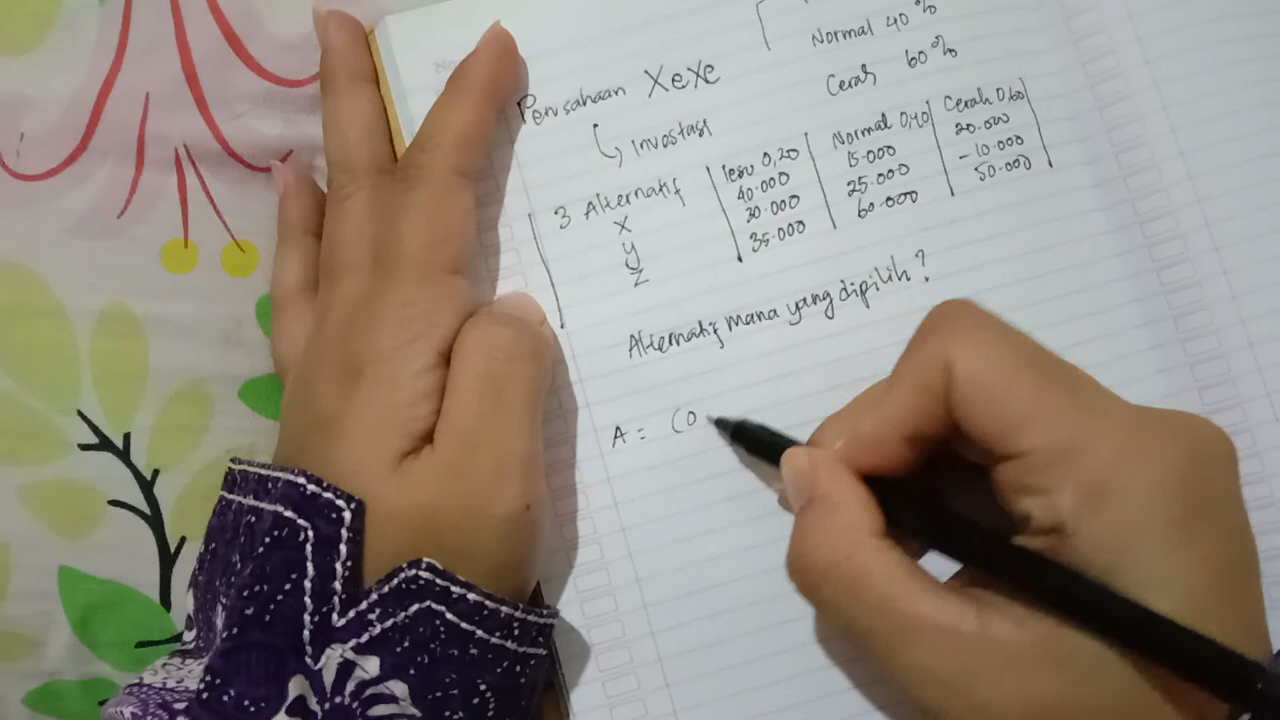 Normal 40%
Cerah 60%
Perusahaan XeXe
Investasi
3 Alternatif | lesu 0,20 | Normal 0,40 | Cerah 0,60
X 40.000 15.000 20.000
y 30.000 25.000 -10.000
Z 35.000 60.000 50.000
Alternatif mana yang dipilih?
A = (0